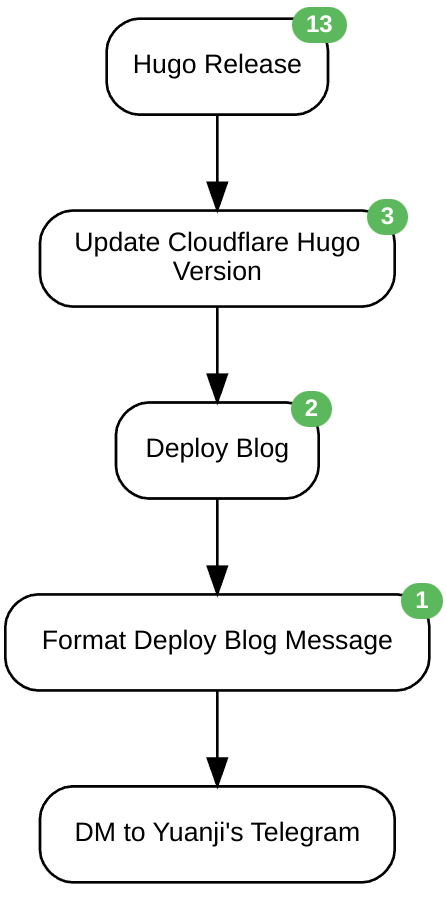 13
Hugo Release
3
Update Cloudflare Hugo
Version
2
Deploy Blog
1
Format Deploy Blog Message
DM to Yuanji's Telegram